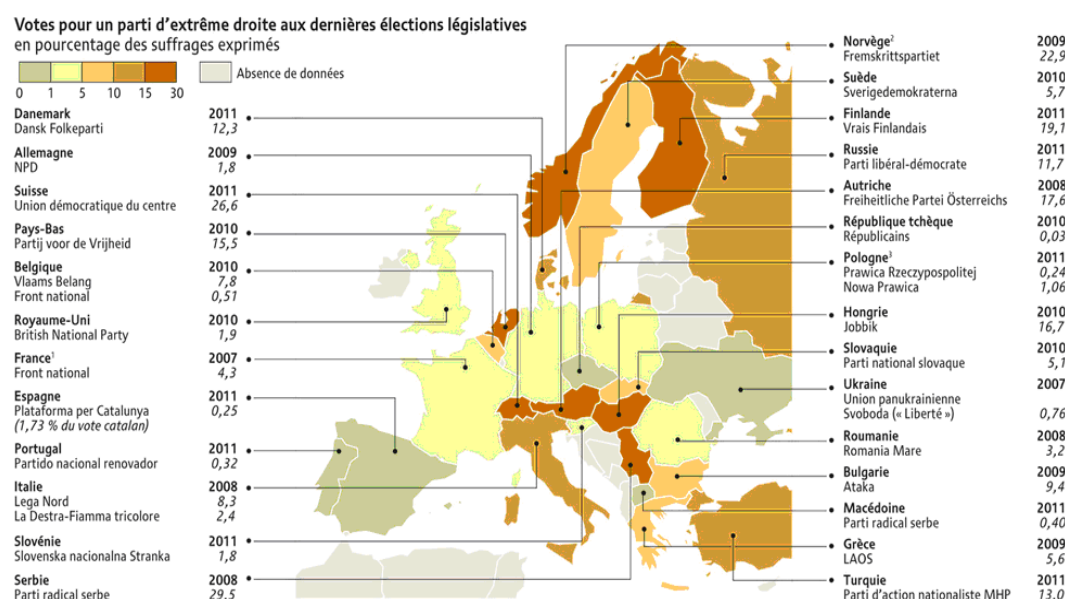 Votes pour un parti d'extrême droite aux dernières élections législatives
en pourcentage des suffrages exprimés
0 1 5 10 15 30
Absence de données
Danemark 2011
Dansk Folkeparti 12,3
Allemagne 2009
NPD 1,8
Suisse 2011
Union démocratique du centre 26,6
Pays-Bas 2010
Partij voor de Vrijheid 15,5
Belgique 2010
Vlaams Belang 7,8
Front national 0,51
Royaume-Uni 2010
British National Party 1,9
France¹ 2007
Front national 4,3
Espagne 2011
Plataforma per Catalunya 0,25
(1,73 % du vote catalan)
Portugal 2011
Partido nacional renovador 0,32
Italie 2008
Lega Nord 8,3
La Destra-Fiamma tricolore 2,4
Slovénie 2011
Slovenska nacionalna Stranka 1,8
Serbie 2008
Parti radical serbe 29,5
Norvège² 2009
Fremskrittspartiet 22,9
Suède 2010
Sverigedemokraterna 5,7
Finlande 2011
Vrais Finlandais 19,1
Russie 2011
Parti libéral-démocrate 11,7
Autriche 2008
Freiheitliche Partei Österreichs 17,6
République tchèque 2010
Républicains 0,03
Pologne³ 2011
Prawica Rzeczypospolitej 0,24
Nowa Prawica 1,06
Hongrie 2010
Jobbik 16,7
Slovaquie 2010
Parti national slovaque 5,1
Ukraine 2007
Union panukrainienne
Svoboda (« Liberté ») 0,76
Roumanie 2008
Romania Mare 3,2
Bulgarie 2009
Ataka 9,4
Macédoine 2011
Parti radical serbe 0,40
Grèce 2009
LAOS 5,6
Turquie 2011
Parti d'action nationaliste MHP 13,0